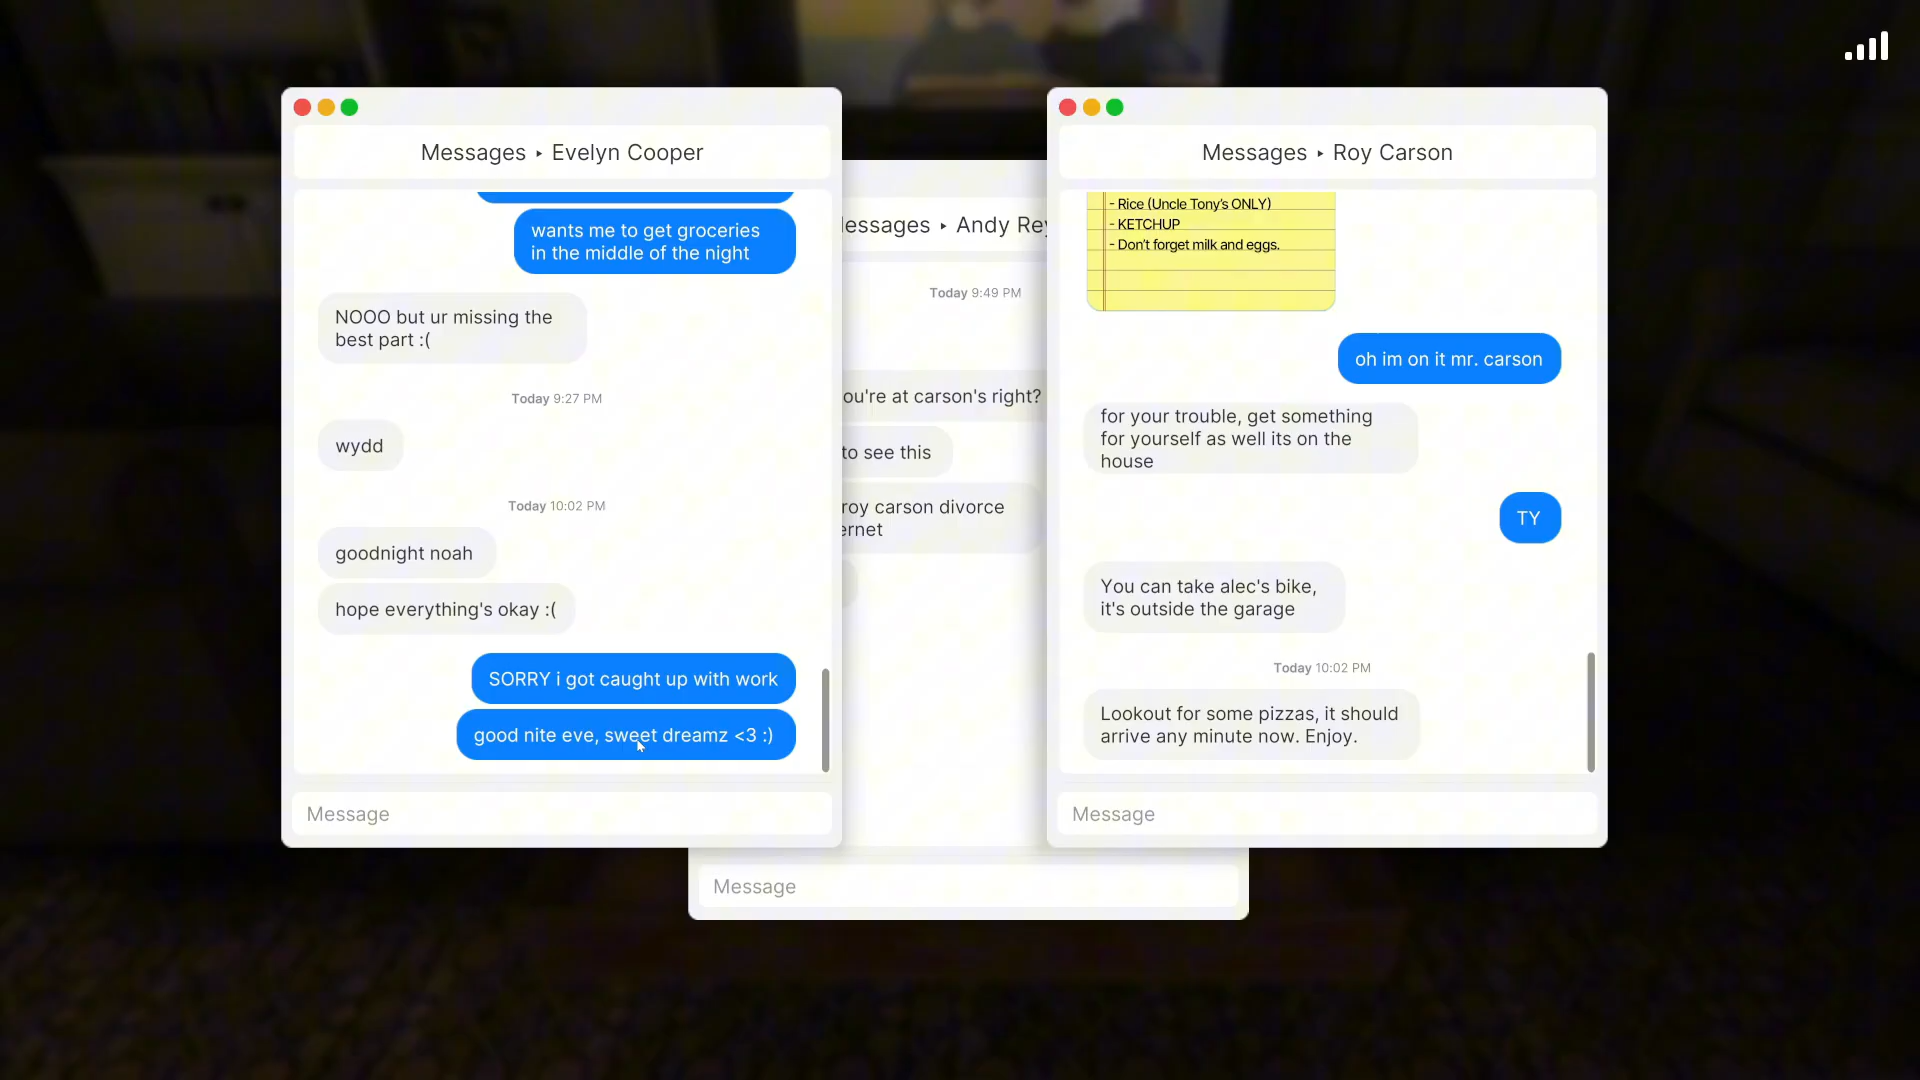 Messages ▸ Evelyn Cooper
wants me to get groceries
in the middle of the night
NOOO but ur missing the
best part :(
Today 9:27 PM
wydd
Today 10:02 PM
goodnight noah
hope everything's okay :(
SORRY i got caught up with work
good nite eve, sweet dreamz <3 :)
Message
essages ▸ Andy Rey
Today 9:49 PM
ou're at carson's right?
to see this
roy carson divorce
ernet
Message
Messages ▸ Roy Carson
- Rice (Uncle Tony's ONLY)
- KETCHUP
- Don't forget milk and eggs.
oh im on it mr. carson
for your trouble, get something
for yourself as well its on the
house
TY
You can take alec's bike,
it's outside the garage
Today 10:02 PM
Lookout for some pizzas, it should
arrive any minute now. Enjoy.
Message